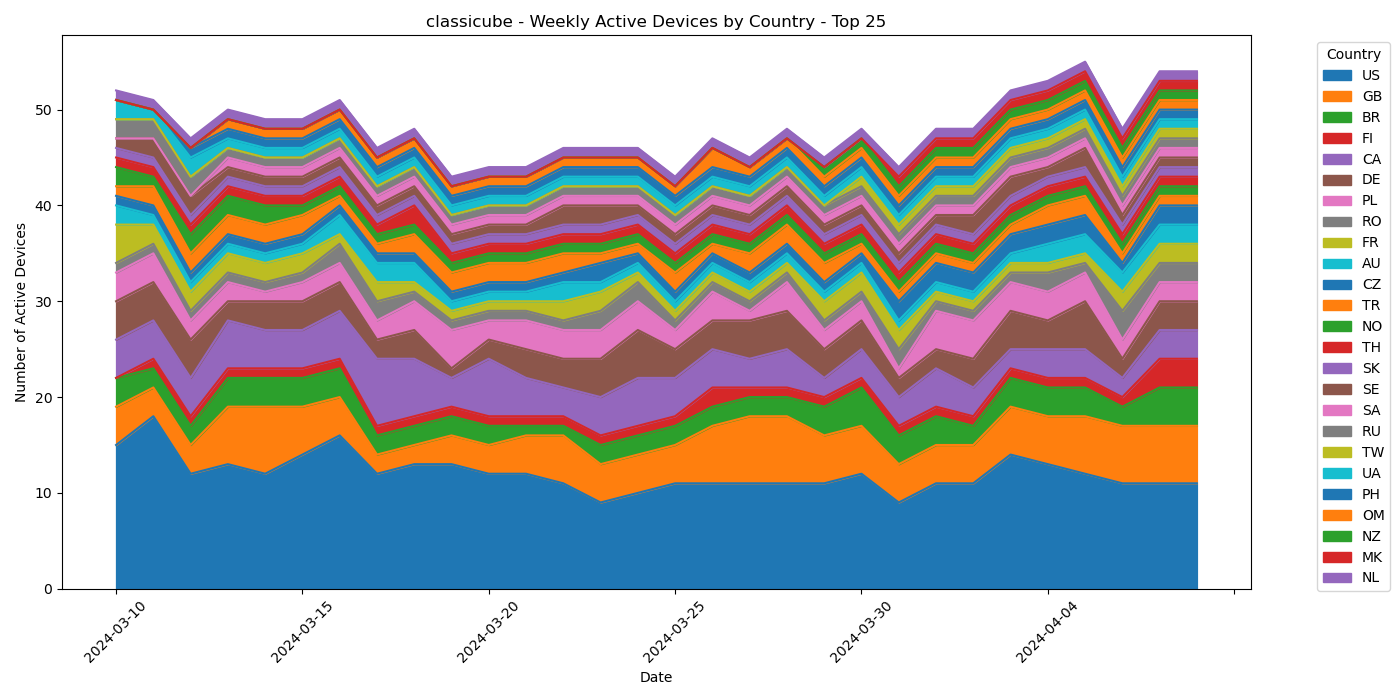 classicube - Weekly Active Devices by Country - Top 25
Number of Active Devices
50
40
30
20
10
0
2024-03-10
2024-03-15
2024-03-20
2024-03-25
2024-03-30
2024-04-04
Date
Country
US
GB
BR
FI
CA
DE
PL
RO
FR
AU
CZ
TR
NO
TH
SK
SE
SA
RU
TW
UA
PH
OM
NZ
MK
NL